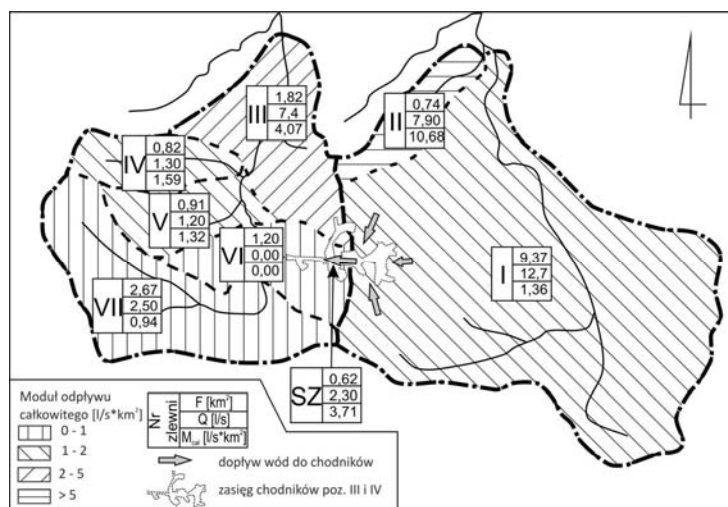 III
1,82
7,4
4,07
II
0,74
7,90
10,68
IV
0,82
1,30
1,59
V
0,91
1,20
1,32
VI
1,20
0,00
0,00
I
9,37
12,7
1,36
VII
2,67
2,50
0,94
SZ
0,62
2,30
3,71
Moduł odpływu
całkowitego [l/s*km²]
0 - 1
1 - 2
2 - 5
> 5
Nr
zlewni
F [km²]
Q [l/s]
Mcał [l/s*km²]
dopływ wód do chodników
zasięg chodników poz. III i IV